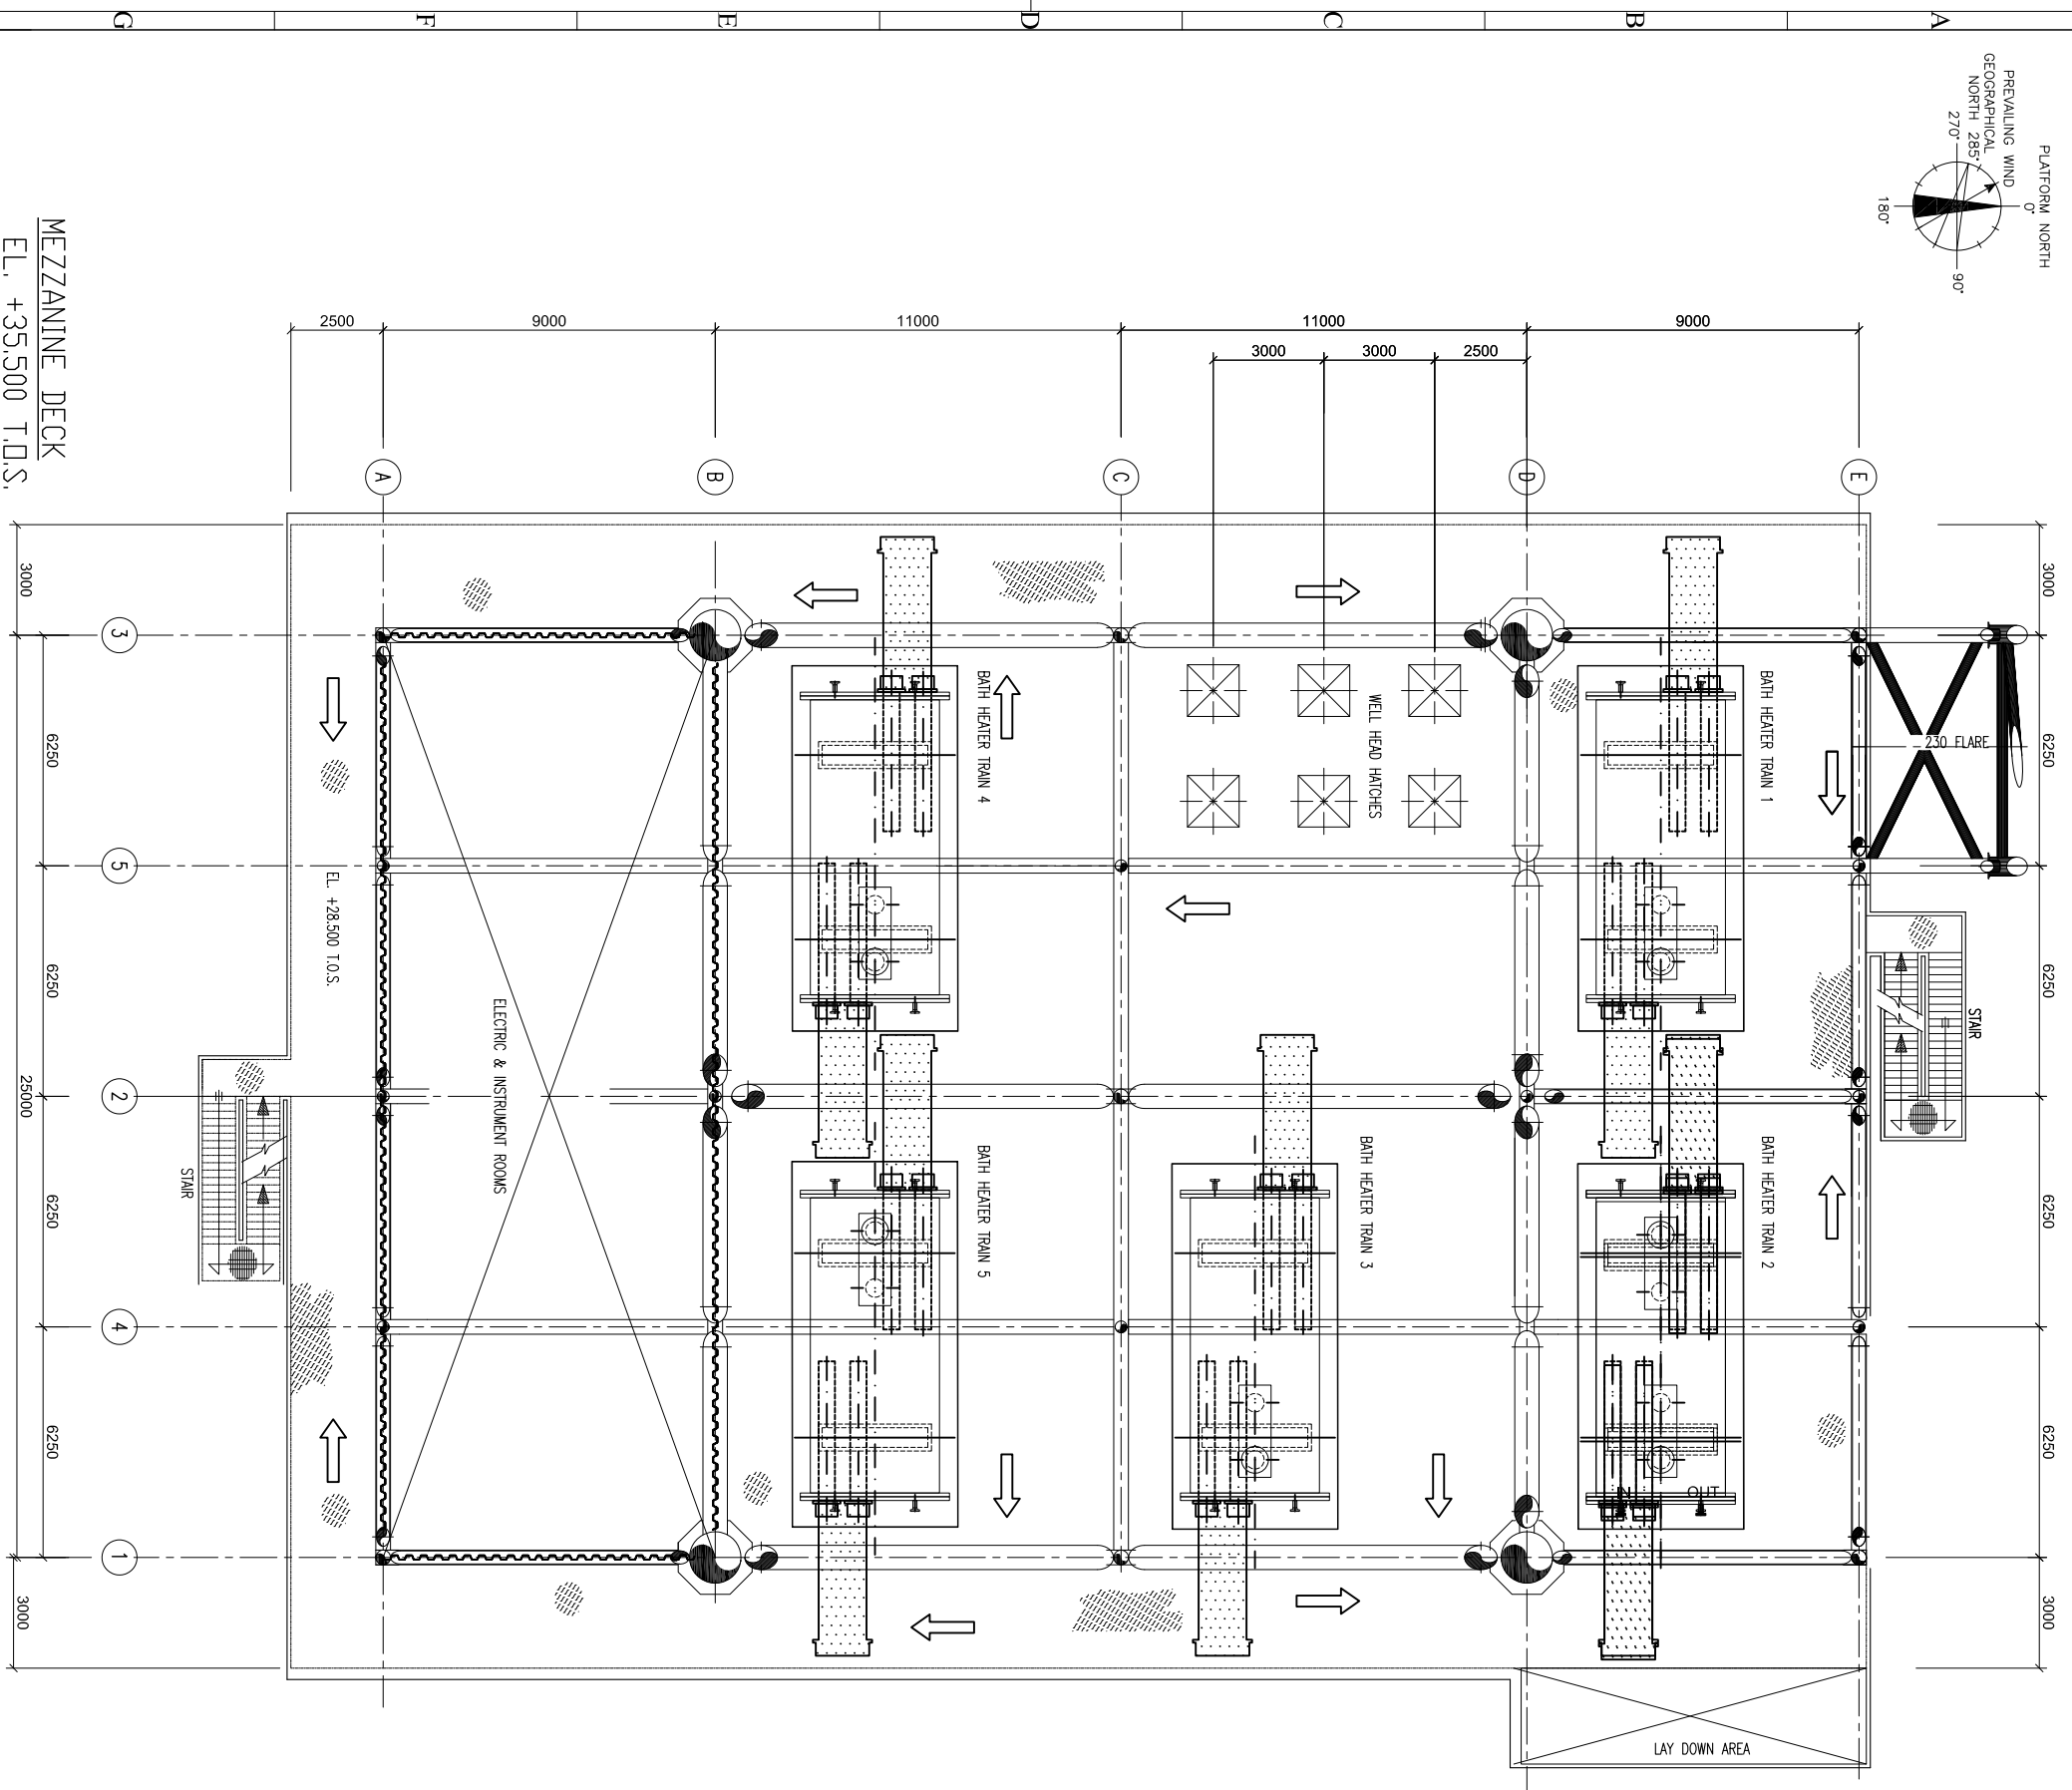 G
F
E
D
C
B
A
PLATFORM NORTH
0°
PREVAILING WIND
GEOGRAPHICAL
NORTH 285°
270°
90°
180°
MEZZANINE DECK
EL. +35.500 T.O.S.
2500
9000
11000
11000
9000
3000
3000
2500
A
B
C
D
E
3000
6250
6250
25000
6250
6250
3000
3
5
2
4
1
3000
6250
6250
6250
6250
3000
230 FLARE
BATH HEATER TRAIN 1
WELL HEAD HATCHES
BATH HEATER TRAIN 4
EL. +28.500 T.O.S.
ELECTRIC & INSTRUMENT ROOMS
STAIR
STAIR
BATH HEATER TRAIN 2
BATH HEATER TRAIN 3
BATH HEATER TRAIN 5
IN
OUT
LAY DOWN AREA